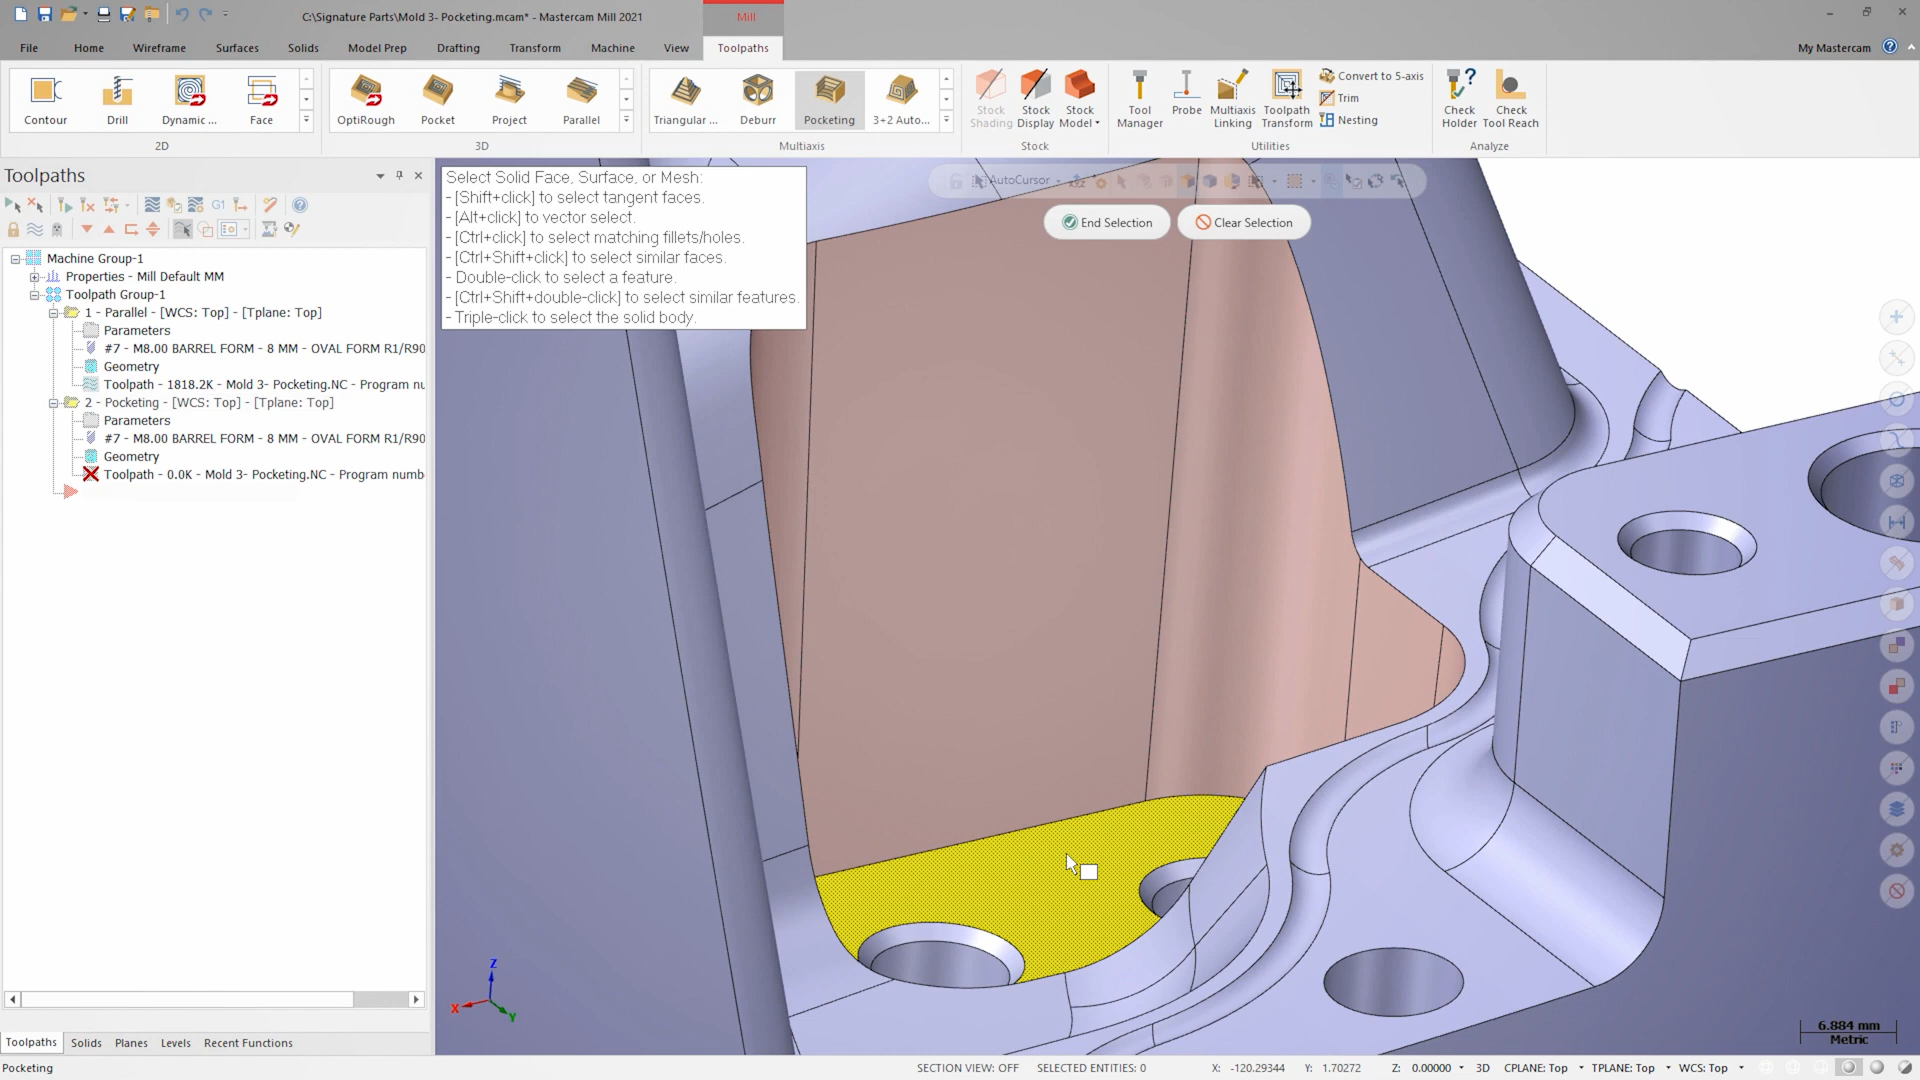 C:\Signature Parts\Mold 3- Pocketing.mcam* - Mastercam Mill 2021
Mill
File
Home
Wireframe
Surfaces
Solids
Model Prep
Drafting
Transform
Machine
View
Toolpaths
My Mastercam
Contour
Drill
Dynamic ...
Face
2D
OptiRough
Pocket
Project
Parallel
3D
Triangular ...
Deburr
Pocketing
3+2 Auto...
Multiaxis
Stock Shading
Stock Display
Stock Model
Stock
Tool Manager
Probe
Multiaxis Linking
Toolpath Transform
Convert to 5-axis
Trim
Nesting
Utilities
Check Holder
Check Tool Reach
Analyze
Toolpaths
G1
Machine Group-1
Properties - Mill Default MM
Toolpath Group-1
1 - Parallel - [WCS: Top] - [Tplane: Top]
Parameters
#7 - M8.00 BARREL FORM - 8 MM - OVAL FORM R1/R90
Geometry
Toolpath - 1818.2K - Mold 3- Pocketing.NC - Program nu
2 - Pocketing - [WCS: Top] - [Tplane: Top]
Parameters
#7 - M8.00 BARREL FORM - 8 MM - OVAL FORM R1/R90
Geometry
Toolpath - 0.0K - Mold 3- Pocketing.NC - Program numb
Select Solid Face, Surface, or Mesh:
- [Shift+click] to select tangent faces.
- [Alt+click] to vector select.
- [Ctrl+click] to select matching fillets/holes.
- [Ctrl+Shift+click] to select similar faces.
- Double-click to select a feature.
- [Ctrl+Shift+double-click] to select similar features.
- Triple-click to select the solid body.
AutoCursor
End Selection
Clear Selection
Z
X
Y
6.884 mm
Metric
Toolpaths
Solids
Planes
Levels
Recent Functions
Pocketing
SECTION VIEW: OFF
SELECTED ENTITIES: 0
X: -120.29344
Y: 1.70272
Z: 0.00000
3D
CPLANE: Top
TPLANE: Top
WCS: Top